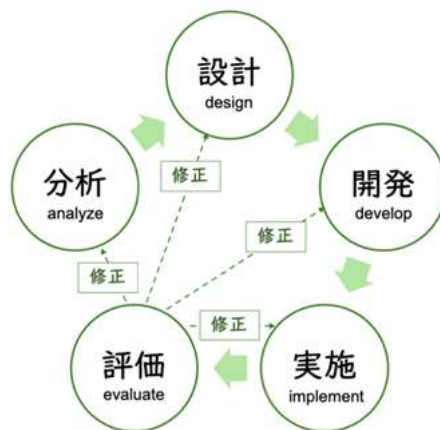 設計
design
分析
analyze
修正
開発
develop
修正
修正
修正
評価
evaluate
実施
implement